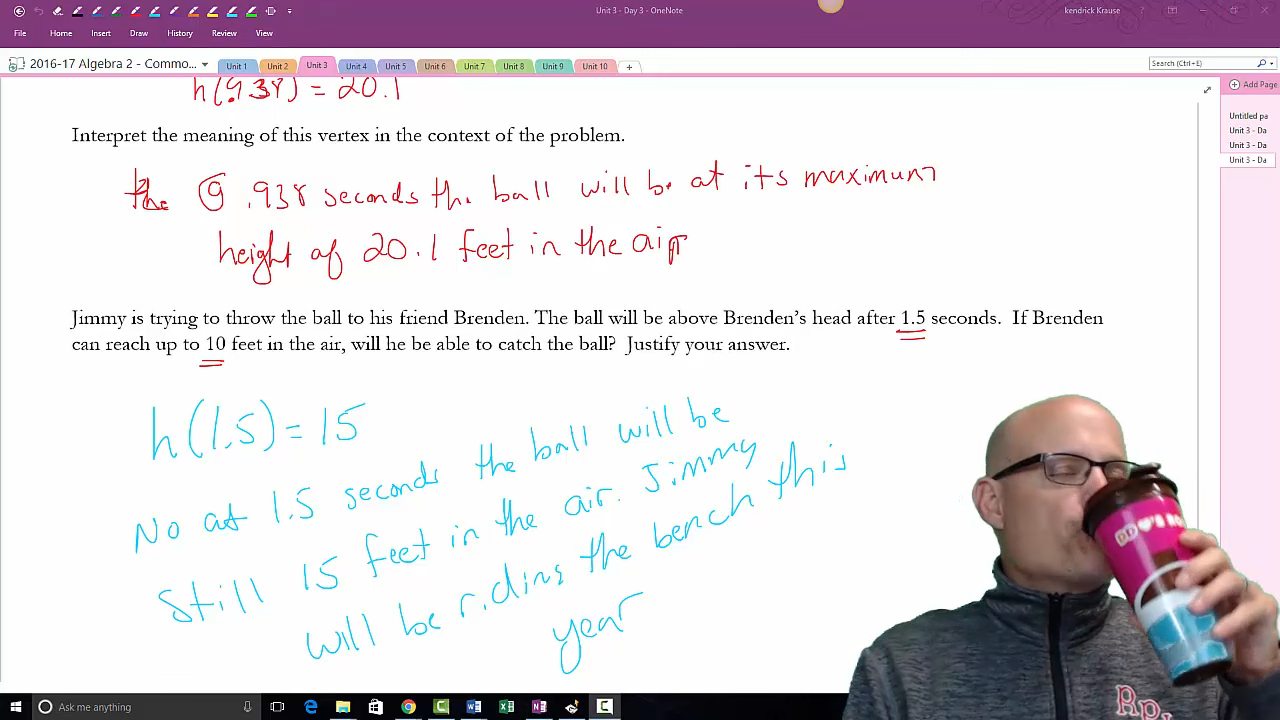 Unit 3 - Day 3 - OneNote
kendrick Krause
File Home Insert Draw History Review View
2016-17 Algebra 2 - Commo... Unit 1 Unit 2 Unit 3 Unit 4 Unit 5 Unit 6 Unit 7 Unit 8 Unit 9 Unit 10
Search (Ctrl+E)
Add Page
Untitled pa
Unit 3 - Da
Unit 3 - Da
Unit 3 - Da
h(.938) = 20.1
Interpret the meaning of this vertex in the context of the problem.
the @ .938 seconds the ball will be at its maximum
height of 20.1 feet in the air
Jimmy is trying to throw the ball to his friend Brenden. The ball will be above Brenden's head after 1.5 seconds. If Brenden
can reach up to 10 feet in the air, will he be able to catch the ball? Justify your answer.
h(1.5) = 15
No at 1.5 seconds the ball will be
still 15 feet in the air. Jimmy
will be riding the bench this
year
Ask me anything